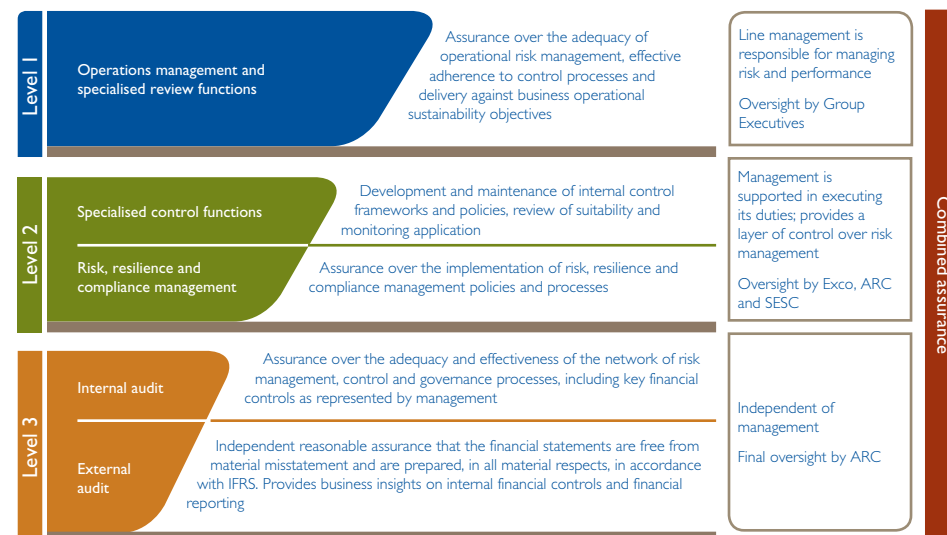 Level 1
Operations management and
specialised review functions
Assurance over the adequacy of
operational risk management, effective
adherence to control processes and
delivery against business operational
sustainability objectives
Line management is
responsible for managing
risk and performance
Oversight by Group
Executives
Level 2
Specialised control functions
Development and maintenance of internal control
frameworks and policies, review of suitability and
monitoring application
Risk, resilience and
compliance management
Assurance over the implementation of risk, resilience and
compliance management policies and processes
Management is
supported in executing
its duties; provides a
layer of control over risk
management
Oversight by Exco, ARC
and SESC
Level 3
Internal audit
Assurance over the adequacy and effectiveness of the network of risk
management, control and governance processes, including key financial
controls as represented by management
External
audit
Independent reasonable assurance that the financial statements are free from
material misstatement and are prepared, in all material respects, in accordance
with IFRS. Provides business insights on internal financial controls and financial
reporting
Independent of
management
Final oversight by ARC
Combined assurance